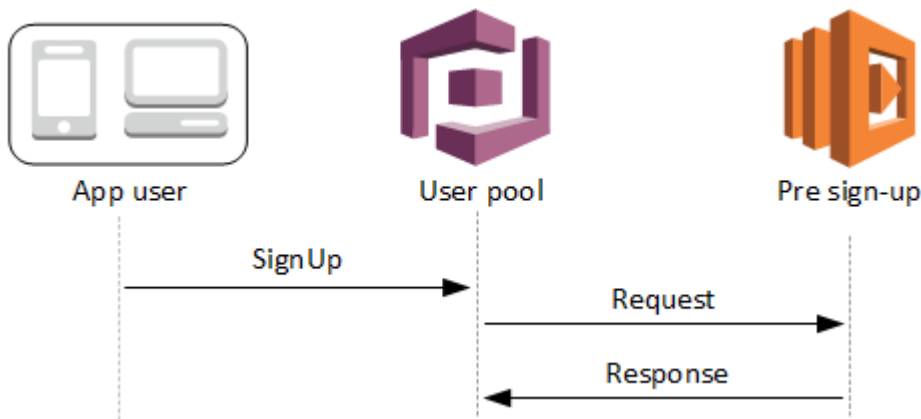 App user
User pool
Pre sign-up
SignUp
Request
Response